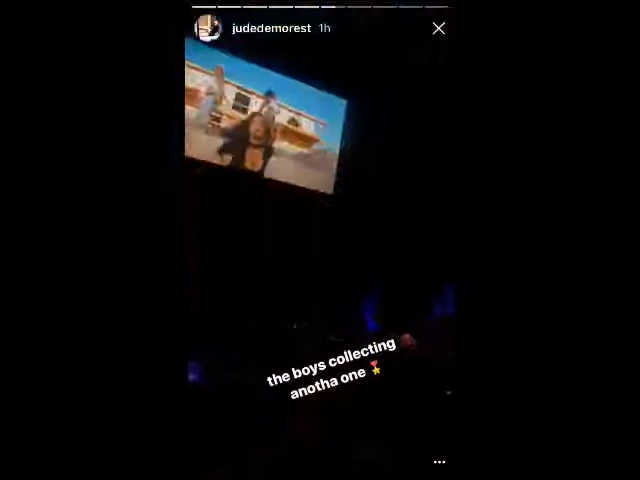 judedemorest 1h
the boys collecting
anotha one 🎖